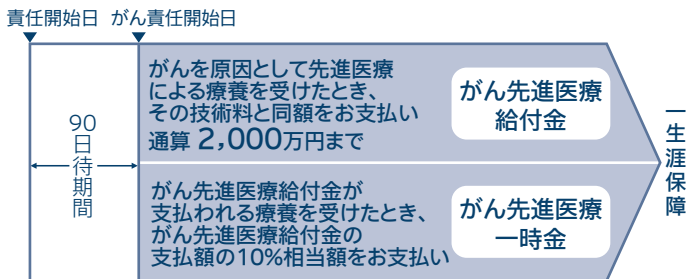 責任開始日 がん責任開始日
がんを原因として先進医療
による療養を受けたとき、
その技術料と同額をお支払い
通算 2,000万円まで
がん先進医療
給付金
90日待期間
がん先進医療給付金が
支払われる療養を受けたとき、
がん先進医療給付金の
支払額の10%相当額をお支払い
がん先進医療
一時金
一生涯保障